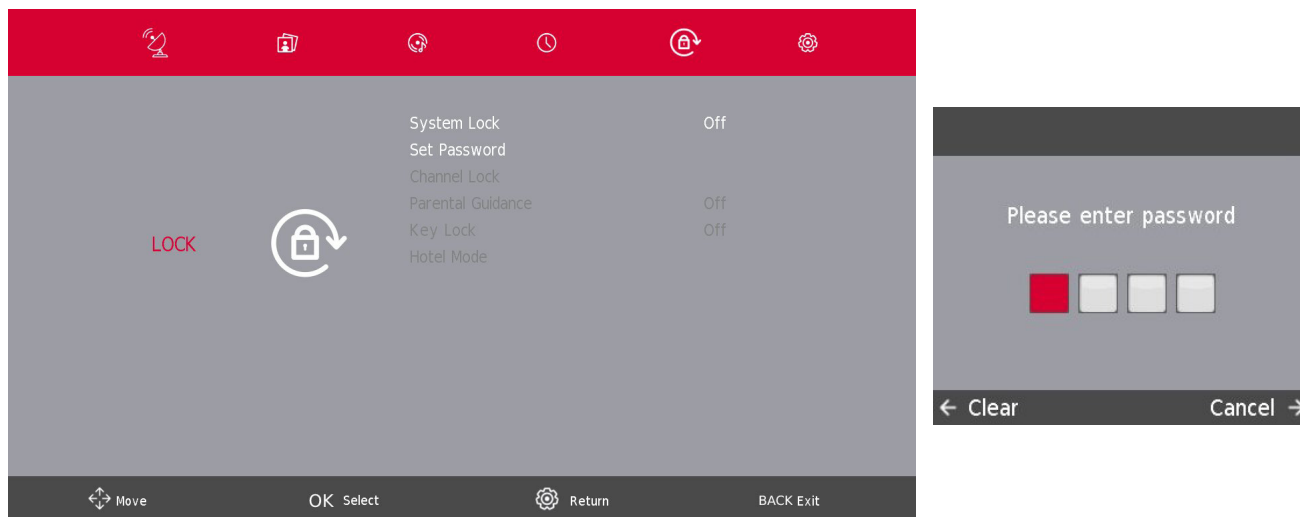 System Lock Off
Set Password
Channel Lock
Parental Guidance Off
Key Lock Off
Hotel Mode
LOCK
Move OK Select Return BACK Exit
Please enter password
← Clear Cancel →